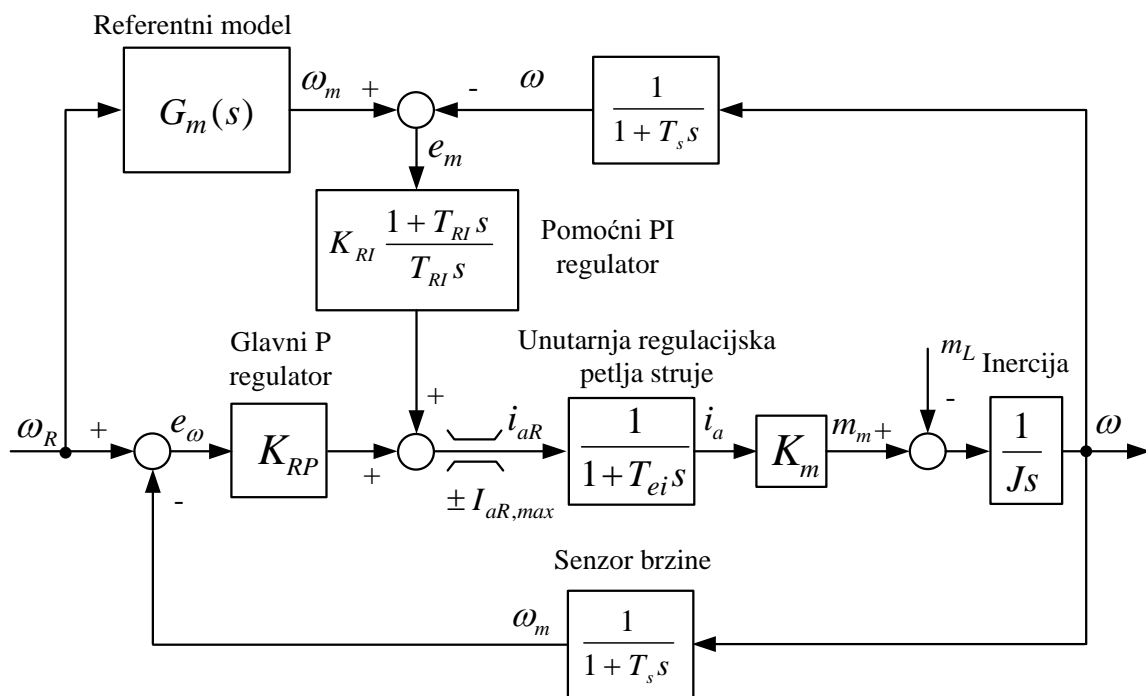 Referentni model
G_m(s)
ω_m
+
-
ω
1 / (1 + T_s s)
e_m
K_RI (1 + T_RI s) / (T_RI s)
Pomoćni PI
regulator
Glavni P
regulator
Unutarnja regulacijska
petlja struje
m_L
Inercija
+
-
ω_R
+
e_ω
K_RP
+
i_aR
1 / (1 + T_ei s)
i_a
K_m
m_m
+
1 / (Js)
ω
-
± I_aR,max
Senzor brzine
ω_m
1 / (1 + T_s s)